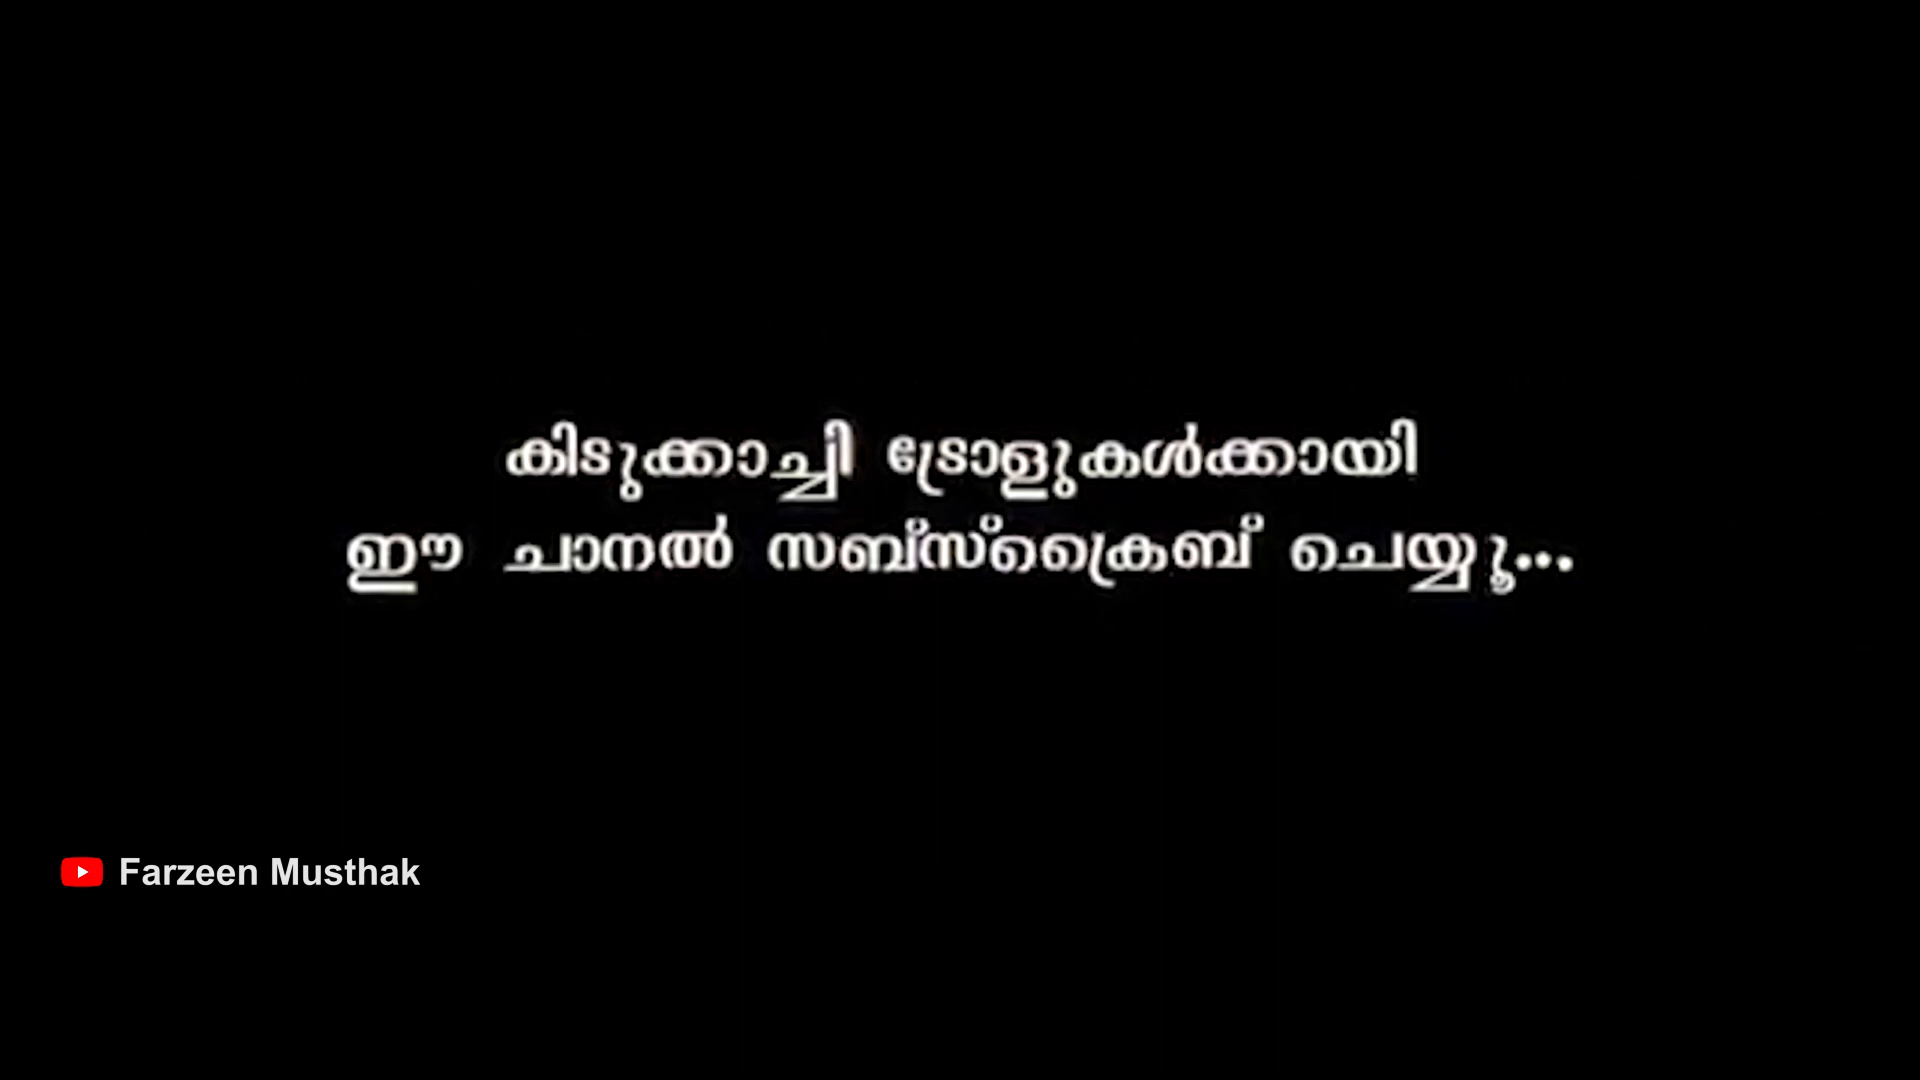 കിടുക്കാച്ചി ട്രോളുകൾക്കായി
ഈ ചാനൽ സബ്സ്ക്രൈബ് ചെയ്യൂ...
Farzeen Musthak